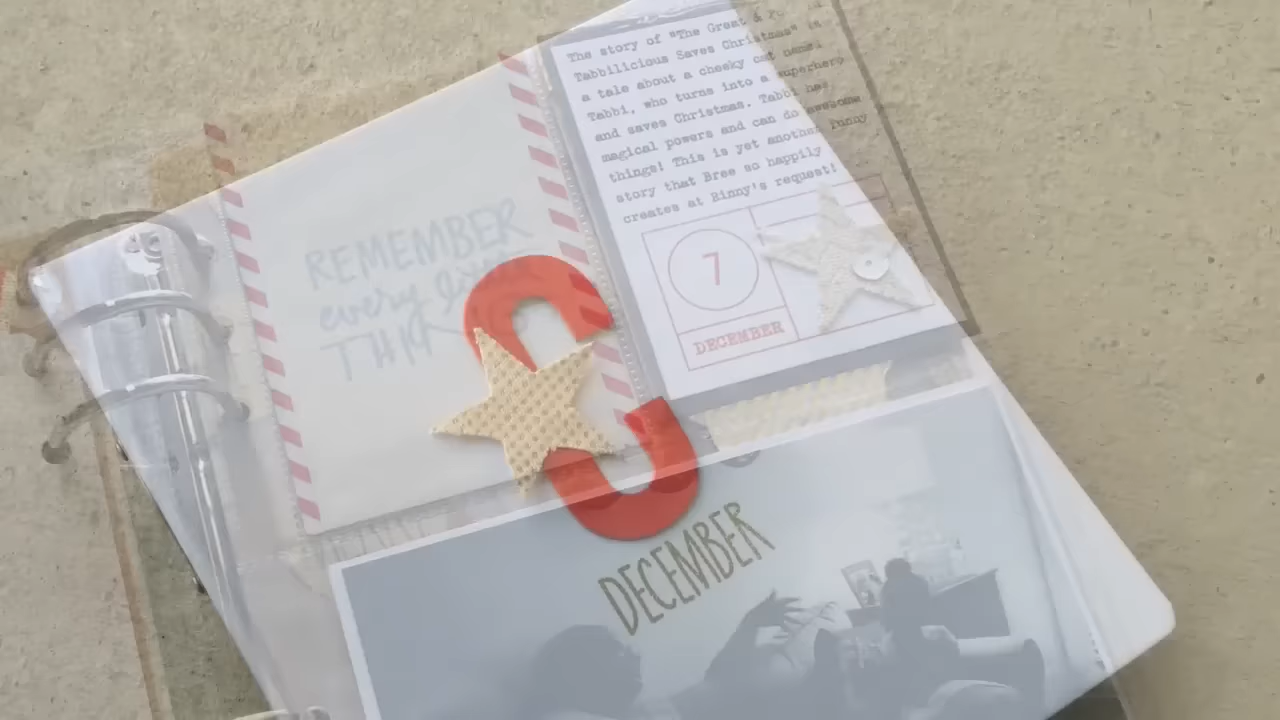 REMEMBER
every
The story of "The Great &
Tabbilicious Saves Christmas" is
a tale about a cheeky cat named
Tabbi, who turns into a superhero
and saves Christmas. Tabbi has
magical powers and can do awesome
things! This is yet another funny
story that Bree so happily
creates at Rinny's request!
7
DECEMBER
DECEMBER